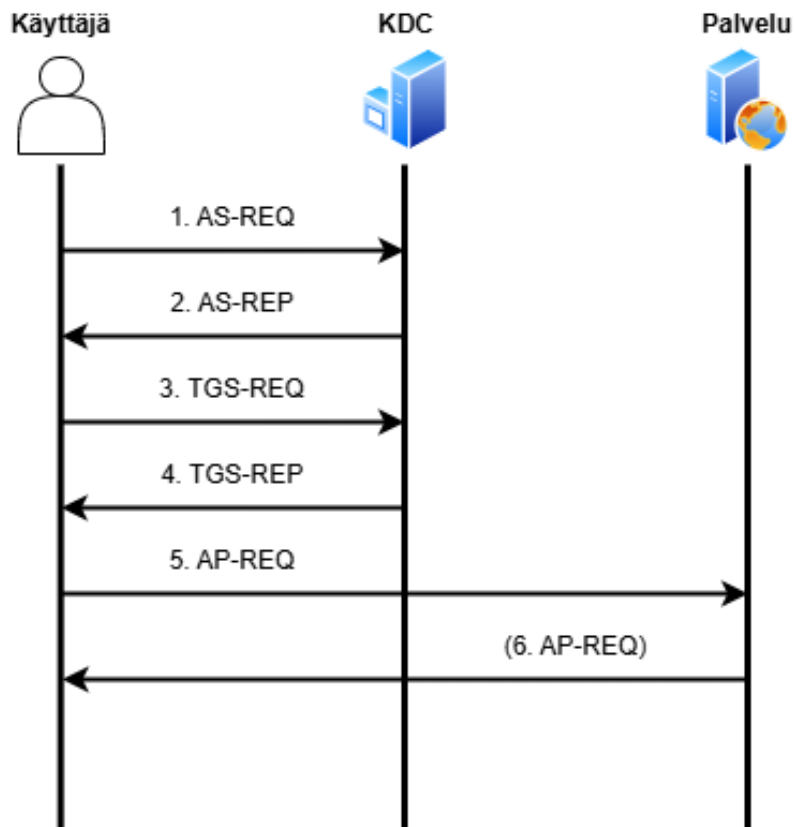 Käyttäjä
KDC
Palvelu
1. AS-REQ
2. AS-REP
3. TGS-REQ
4. TGS-REP
5. AP-REQ
(6. AP-REQ)